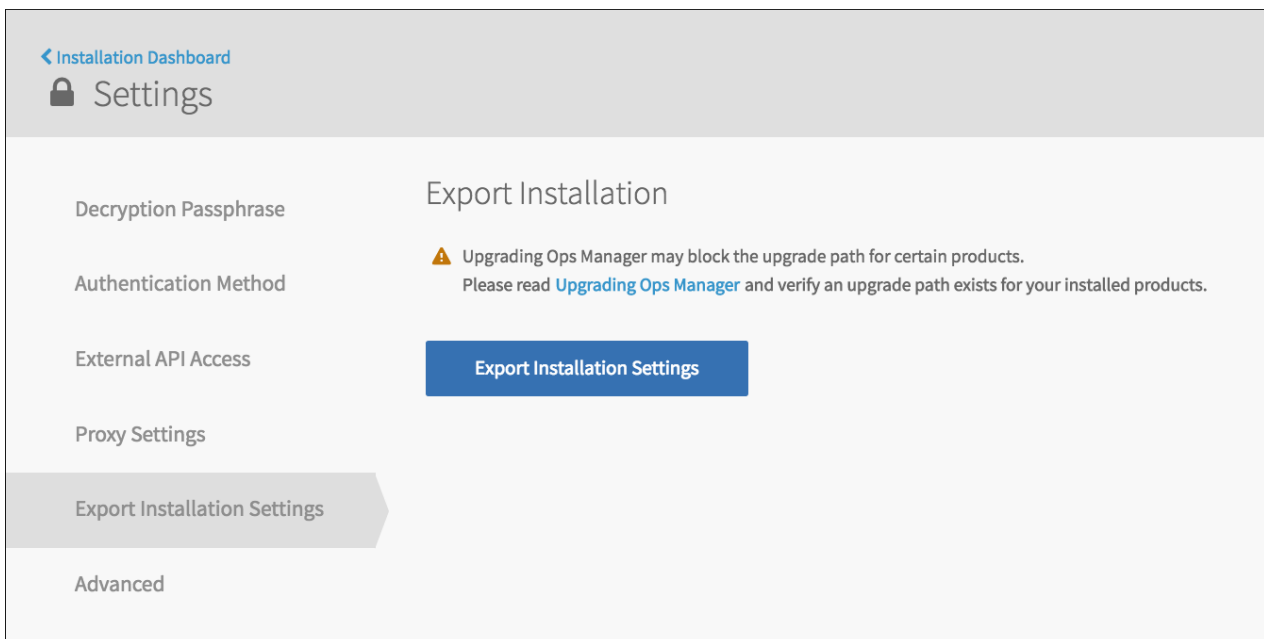 Installation Dashboard
Settings
Decryption Passphrase
Authentication Method
External API Access
Proxy Settings
Export Installation Settings
Advanced
Export Installation
Upgrading Ops Manager may block the upgrade path for certain products.
Please read Upgrading Ops Manager and verify an upgrade path exists for your installed products.
Export Installation Settings